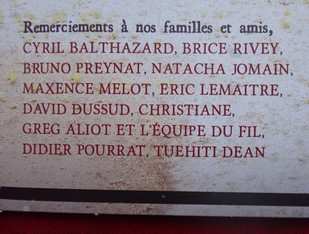 Remerciements à nos familles et amis,
CYRIL BALTHAZARD, BRICE RIVEY,
BRUNO PREYNAT, NATACHA JOMAIN,
MAXENCE MELOT, ERIC LEMAITRE,
DAVID DUSSUD, CHRISTIANE,
GREG ALIOT ET L'ÉQUIPE DU FIL,
DIDIER POURRAT, TUEHITI DEAN